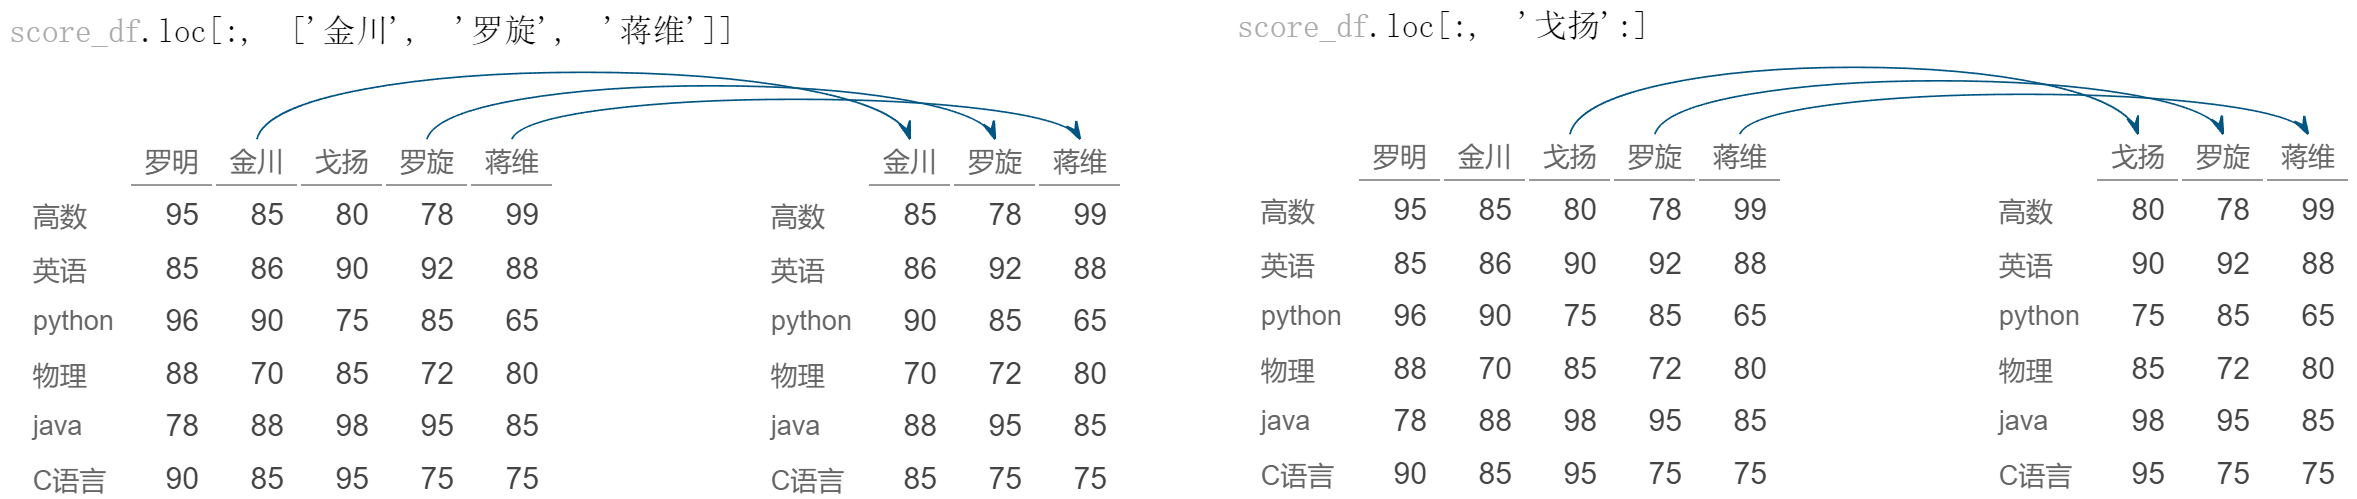 score_df.loc[:, ['金川', '罗旋', '蒋维']]
罗明 金川 戈扬 罗旋 蒋维
高数 95 85 80 78 99
英语 85 86 90 92 88
python 96 90 75 85 65
物理 88 70 85 72 80
java 78 88 98 95 85
C语言 90 85 95 75 75
金川 罗旋 蒋维
高数 85 78 99
英语 86 92 88
python 90 85 65
物理 70 72 80
java 88 95 85
C语言 85 75 75
score_df.loc[:, '戈扬':]
罗明 金川 戈扬 罗旋 蒋维
高数 95 85 80 78 99
英语 85 86 90 92 88
python 96 90 75 85 65
物理 88 70 85 72 80
java 78 88 98 95 85
C语言 90 85 95 75 75
戈扬 罗旋 蒋维
高数 80 78 99
英语 90 92 88
python 75 85 65
物理 85 72 80
java 98 95 85
C语言 95 75 75